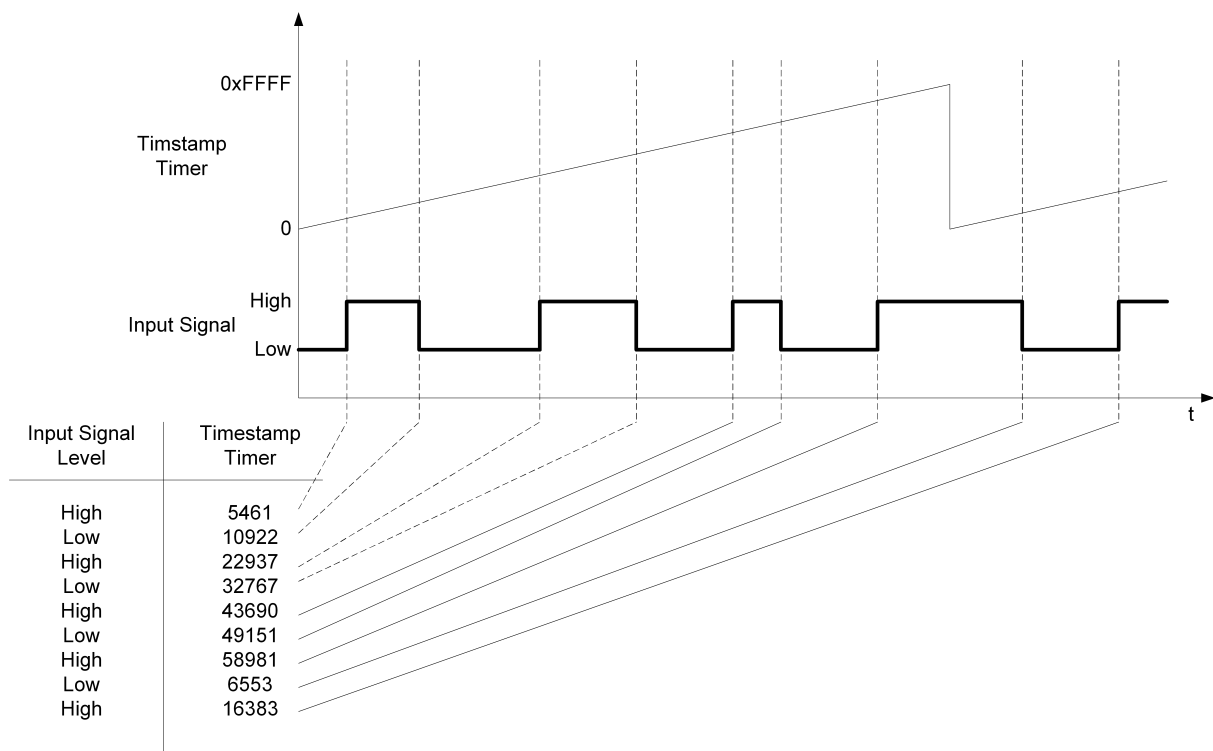 0xFFFF
Timstamp
Timer
0
High
Input Signal
Low
t
Input Signal
Level
Timestamp
Timer
High 5461
Low 10922
High 22937
Low 32767
High 43690
Low 49151
High 58981
Low 6553
High 16383